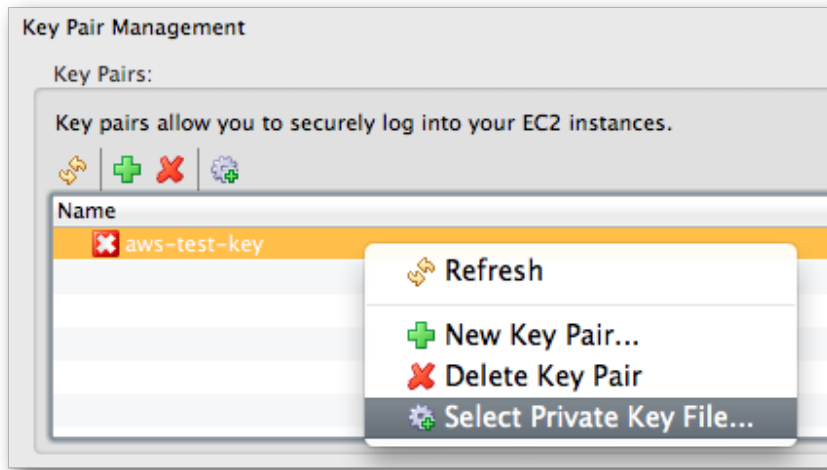 Key Pair Management
Key Pairs:
Key pairs allow you to securely log into your EC2 instances.
Name
aws-test-key
Refresh
New Key Pair...
Delete Key Pair
Select Private Key File...